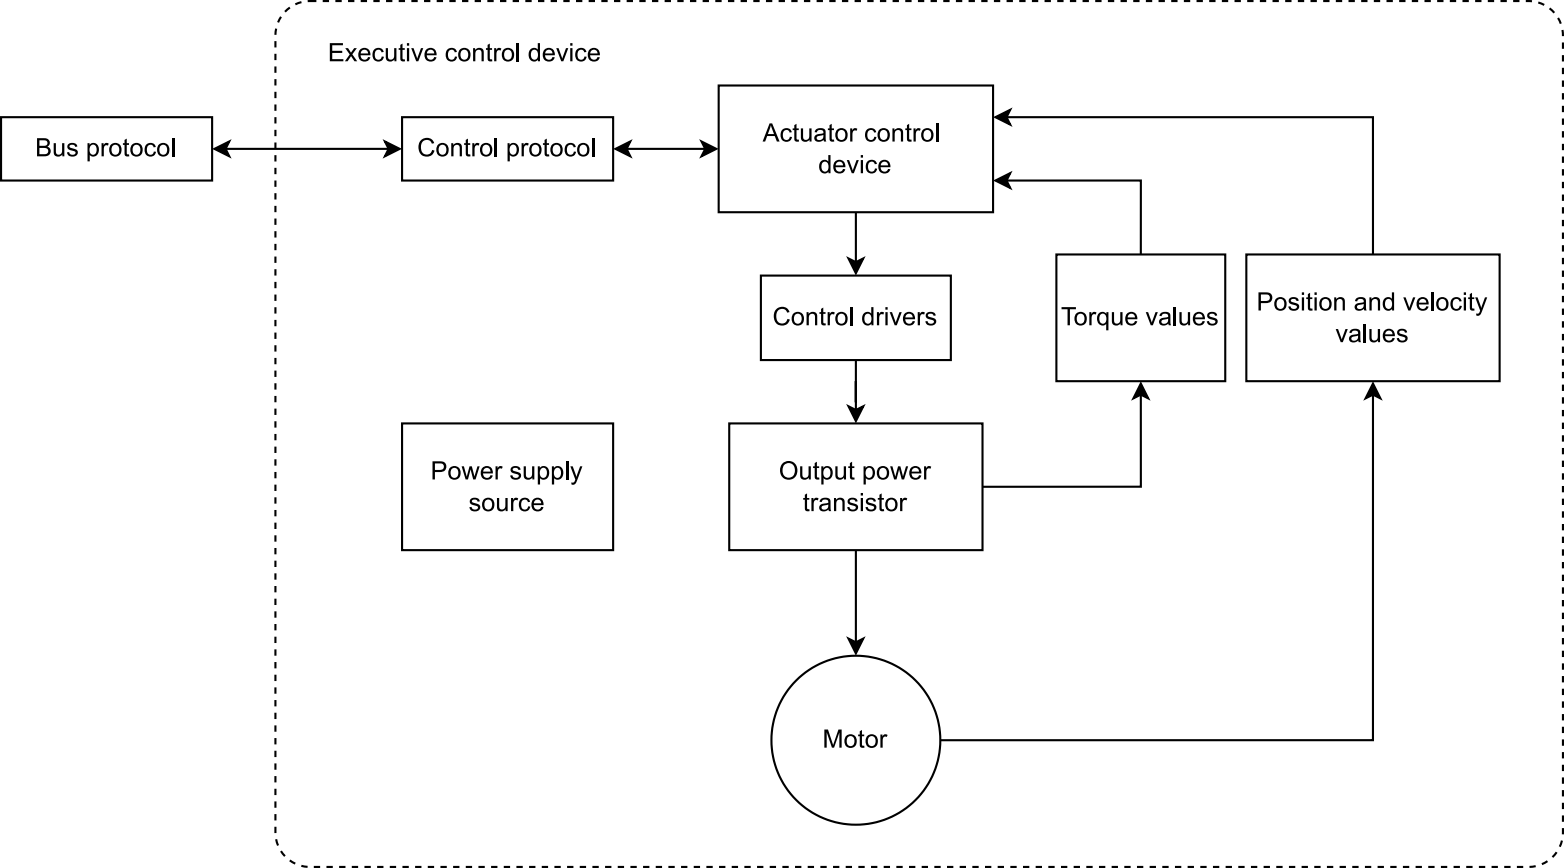 Executive control device
Bus protocol
Control protocol
Actuator control
device
Control drivers
Torque values
Position and velocity
values
Power supply
source
Output power
transistor
Motor